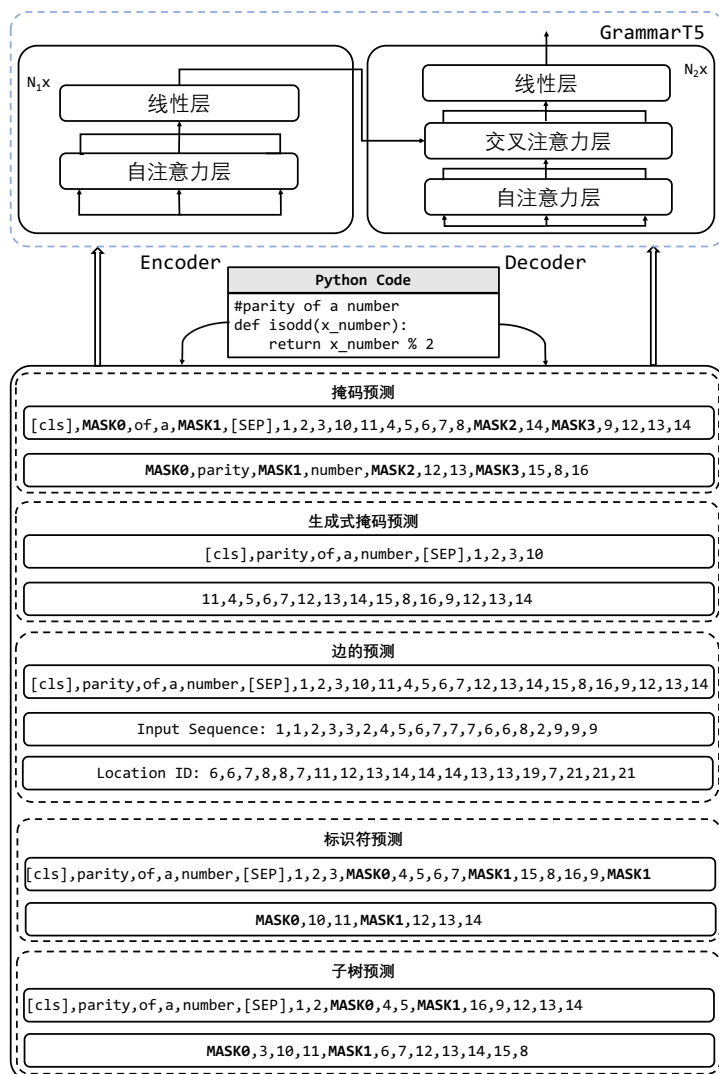 GrammarT5
N₁x
线性层
自注意力层
N₂x
线性层
交叉注意力层
自注意力层
Encoder
Decoder
Python Code
#parity of a number
def isodd(x_number):
    return x_number % 2
掩码预测
[cls],MASK0,of,a,MASK1,[SEP],1,2,3,10,11,4,5,6,7,8,MASK2,14,MASK3,9,12,13,14
MASK0,parity,MASK1,number,MASK2,12,13,MASK3,15,8,16
生成式掩码预测
[cls],parity,of,a,number,[SEP],1,2,3,10
11,4,5,6,7,12,13,14,15,8,16,9,12,13,14
边的预测
[cls],parity,of,a,number,[SEP],1,2,3,10,11,4,5,6,7,12,13,14,15,8,16,9,12,13,14
Input Sequence: 1,1,2,3,3,2,4,5,6,7,7,7,6,6,8,2,9,9,9
Location ID: 6,6,7,8,8,7,11,12,13,14,14,14,13,13,19,7,21,21,21
标识符预测
[cls],parity,of,a,number,[SEP],1,2,3,MASK0,4,5,6,7,MASK1,15,8,16,9,MASK1
MASK0,10,11,MASK1,12,13,14
子树预测
[cls],parity,of,a,number,[SEP],1,2,MASK0,4,5,MASK1,16,9,12,13,14
MASK0,3,10,11,MASK1,6,7,12,13,14,15,8